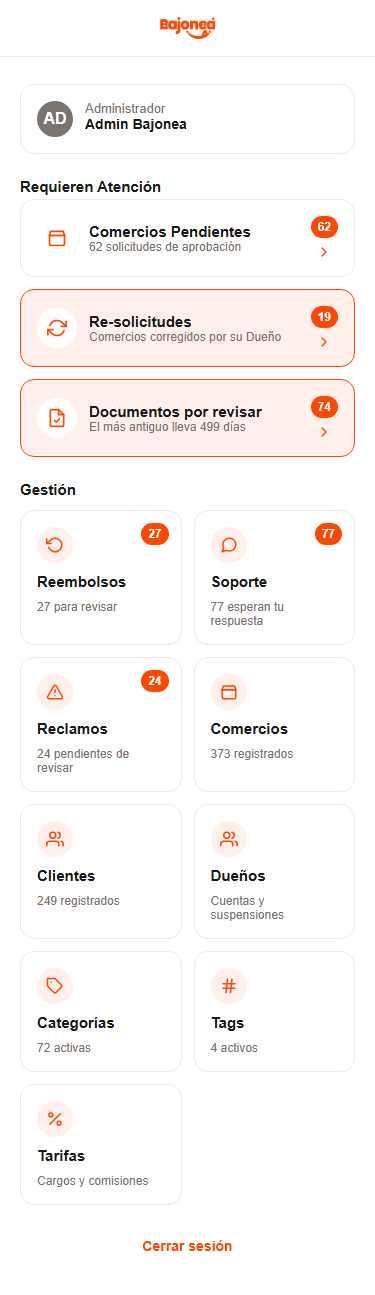 Bajoneá
AD
Administrador
Admin Bajonea
Requieren Atención
Comercios Pendientes
62 solicitudes de aprobación
62
Re-solicitudes
Comercios corregidos por su Dueño
19
Documentos por revisar
El más antiguo lleva 499 días
74
Gestión
27
Reembolsos
27 para revisar
77
Soporte
77 esperan tu
respuesta
24
Reclamos
24 pendientes de
revisar
Comercios
373 registrados
Clientes
249 registrados
Dueños
Cuentas y
suspensiones
Categorías
72 activas
Tags
4 activos
Tarifas
Cargos y comisiones
Cerrar sesión